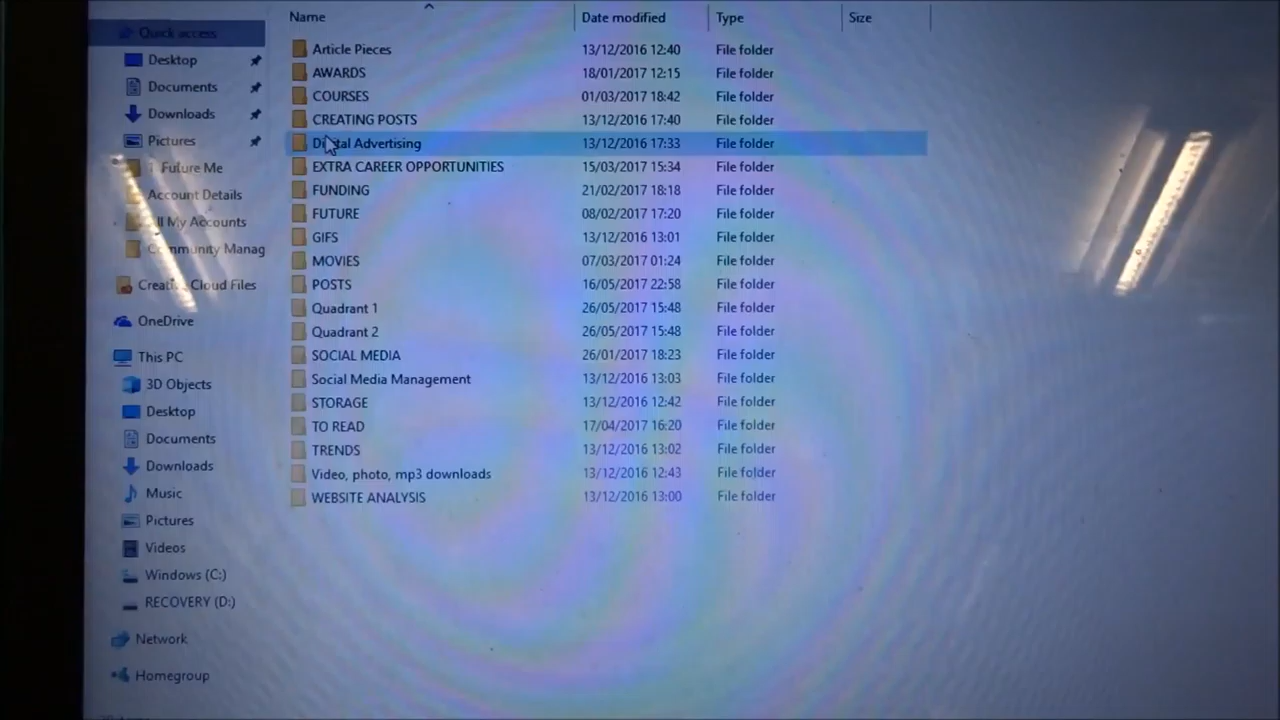 Name Date modified Type Size
Quick access
Desktop
Documents
Downloads
Pictures
Future Me
Account Details
All My Accounts
Community Manag
Creative Cloud Files
OneDrive
This PC
3D Objects
Desktop
Documents
Downloads
Music
Pictures
Videos
Windows (C:)
RECOVERY (D:)
Network
Homegroup
Article Pieces 13/12/2016 12:40 File folder
AWARDS 18/01/2017 12:15 File folder
COURSES 01/03/2017 18:42 File folder
CREATING POSTS 13/12/2016 17:40 File folder
Digital Advertising 13/12/2016 17:33 File folder
EXTRA CAREER OPPORTUNITIES 15/03/2017 15:34 File folder
FUNDING 21/02/2017 18:18 File folder
FUTURE 08/02/2017 17:20 File folder
GIFS 13/12/2016 13:01 File folder
MOVIES 07/03/2017 01:24 File folder
POSTS 16/05/2017 22:58 File folder
Quadrant 1 26/05/2017 15:48 File folder
Quadrant 2 26/05/2017 15:48 File folder
SOCIAL MEDIA 26/01/2017 18:23 File folder
Social Media Management 13/12/2016 13:03 File folder
STORAGE 13/12/2016 12:42 File folder
TO READ 17/04/2017 16:20 File folder
TRENDS 13/12/2016 13:02 File folder
Video, photo, mp3 downloads 13/12/2016 12:43 File folder
WEBSITE ANALYSIS 13/12/2016 13:00 File folder